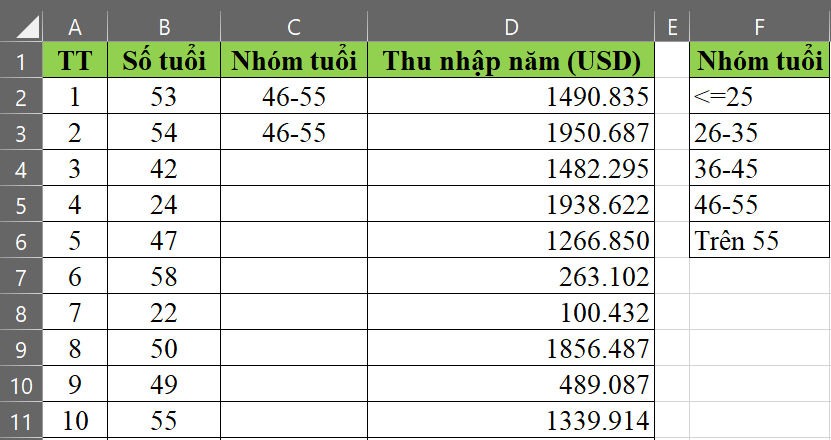 A B C D E F
1 TT Số tuổi Nhóm tuổi Thu nhập năm (USD) Nhóm tuổi
2 1 53 46-55 1490.835 <=25
3 2 54 46-55 1950.687 26-35
4 3 42 1482.295 36-45
5 4 24 1938.622 46-55
6 5 47 1266.850 Trên 55
7 6 58 263.102
8 7 22 100.432
9 8 50 1856.487
10 9 49 489.087
11 10 55 1339.914